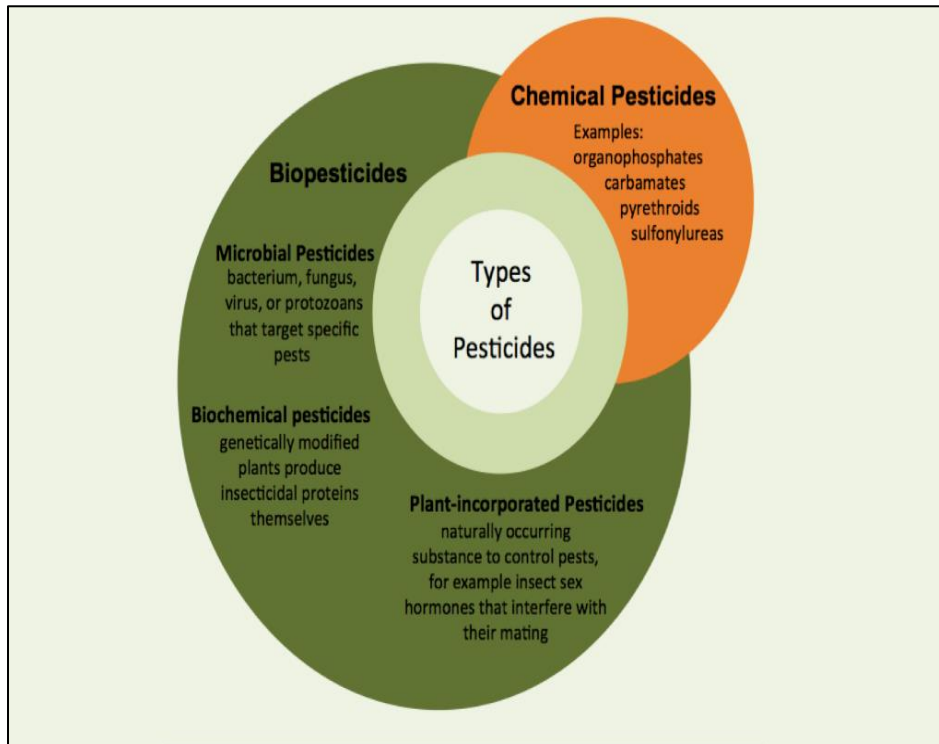 Chemical Pesticides
Examples:
organophosphates
carbamates
pyrethroids
sulfonylureas
Biopesticides
Microbial Pesticides
bacterium, fungus,
virus, or protozoans
that target specific
pests
Types
of
Pesticides
Biochemical pesticides
genetically modified
plants produce
insecticidal proteins
themselves
Plant-incorporated Pesticides
naturally occurring
substance to control pests,
for example insect sex
hormones that interfere with
their mating